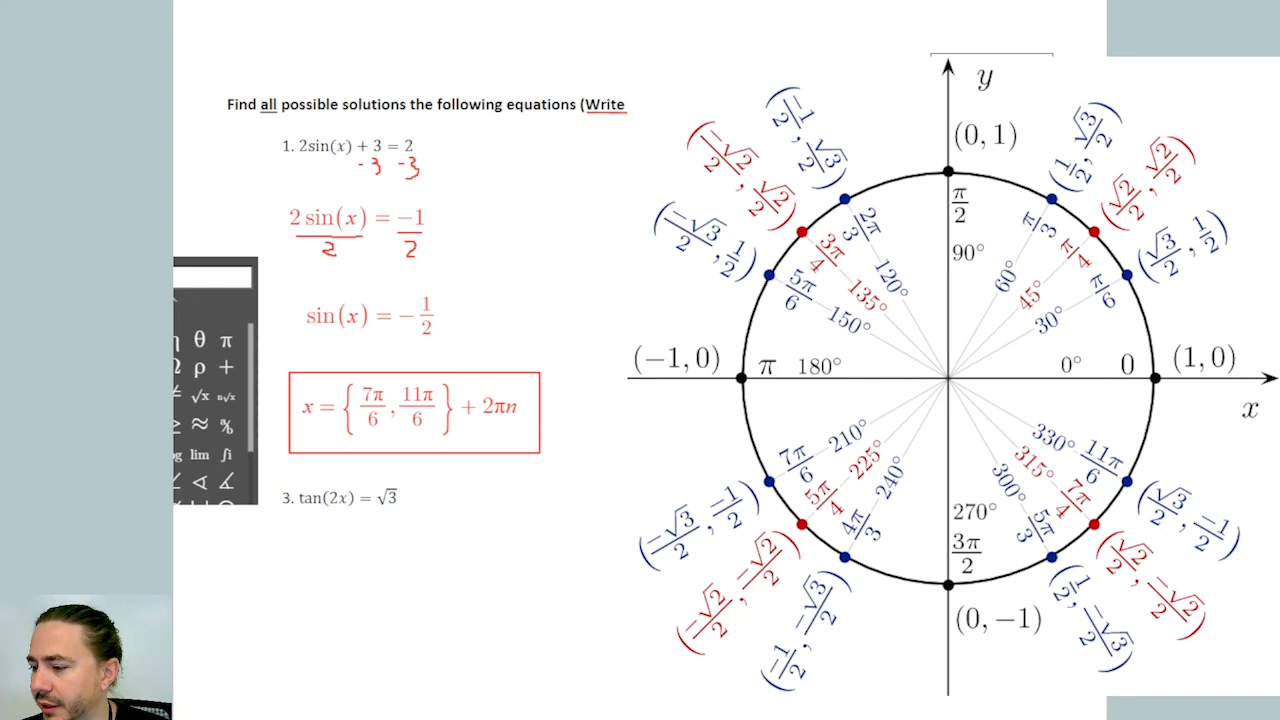 Find all possible solutions the following equations (Write
1. 2sin(x) + 3 = 2
- 3 - 3
2 sin(x) = −1
2 2
sin(x) = − 1/2
x = { 7π/6 , 11π/6 } + 2πn
3. tan(2x) = √3
θ π
ρ +
√x n√x
≈ a/b
lim ∫i
∠ ∡
y
(0, 1)
(−1/2, √3/2) (1/2, √3/2)
(−√2/2, √2/2) (√2/2, √2/2)
(−√3/2, 1/2) (√3/2, 1/2)
π/2
90°
2π/3 120° 60° π/3
3π/4 135° 45° π/4
5π/6 150° 30° π/6
(−1, 0) π 180° 0° 0 (1, 0)
x
7π/6 210° 330° 11π/6
5π/4 225° 315° 7π/4
4π/3 240° 300° 5π/3
270°
3π/2
(−√3/2, −1/2) (√3/2, −1/2)
(−√2/2, −√2/2) (√2/2, −√2/2)
(−1/2, −√3/2) (1/2, −√3/2)
(0, −1)